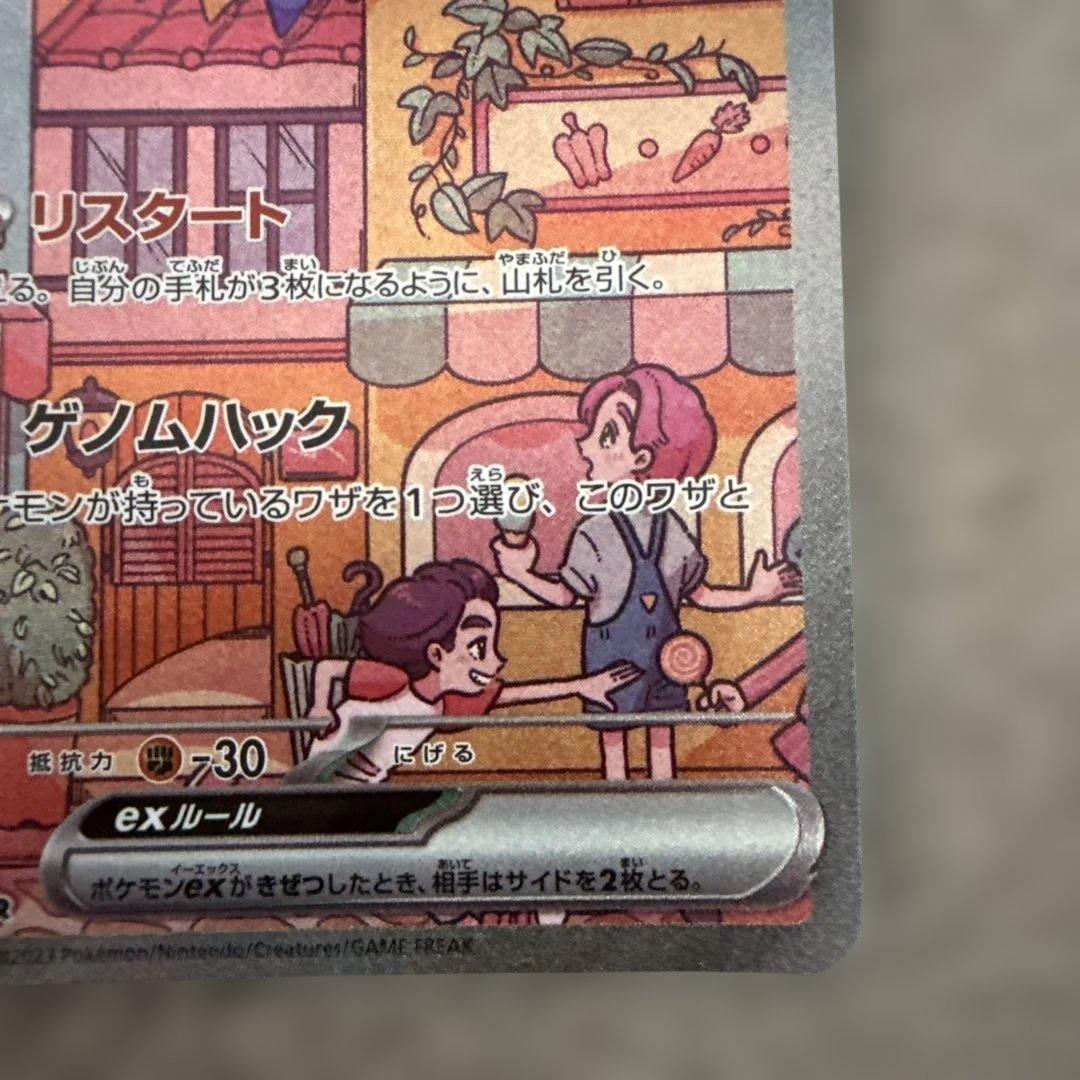 リスタート
る。自分の手札が3枚になるように、山札を引く。
ゲノムハック
ケモンが持っているワザを1つ選び、このワザと
抵抗力 -30 にげる
exルール
ポケモンexがきぜつしたとき、相手はサイドを2枚とる。
R
©2023 Pokémon/Nintendo/Creatures/GAME FREAK